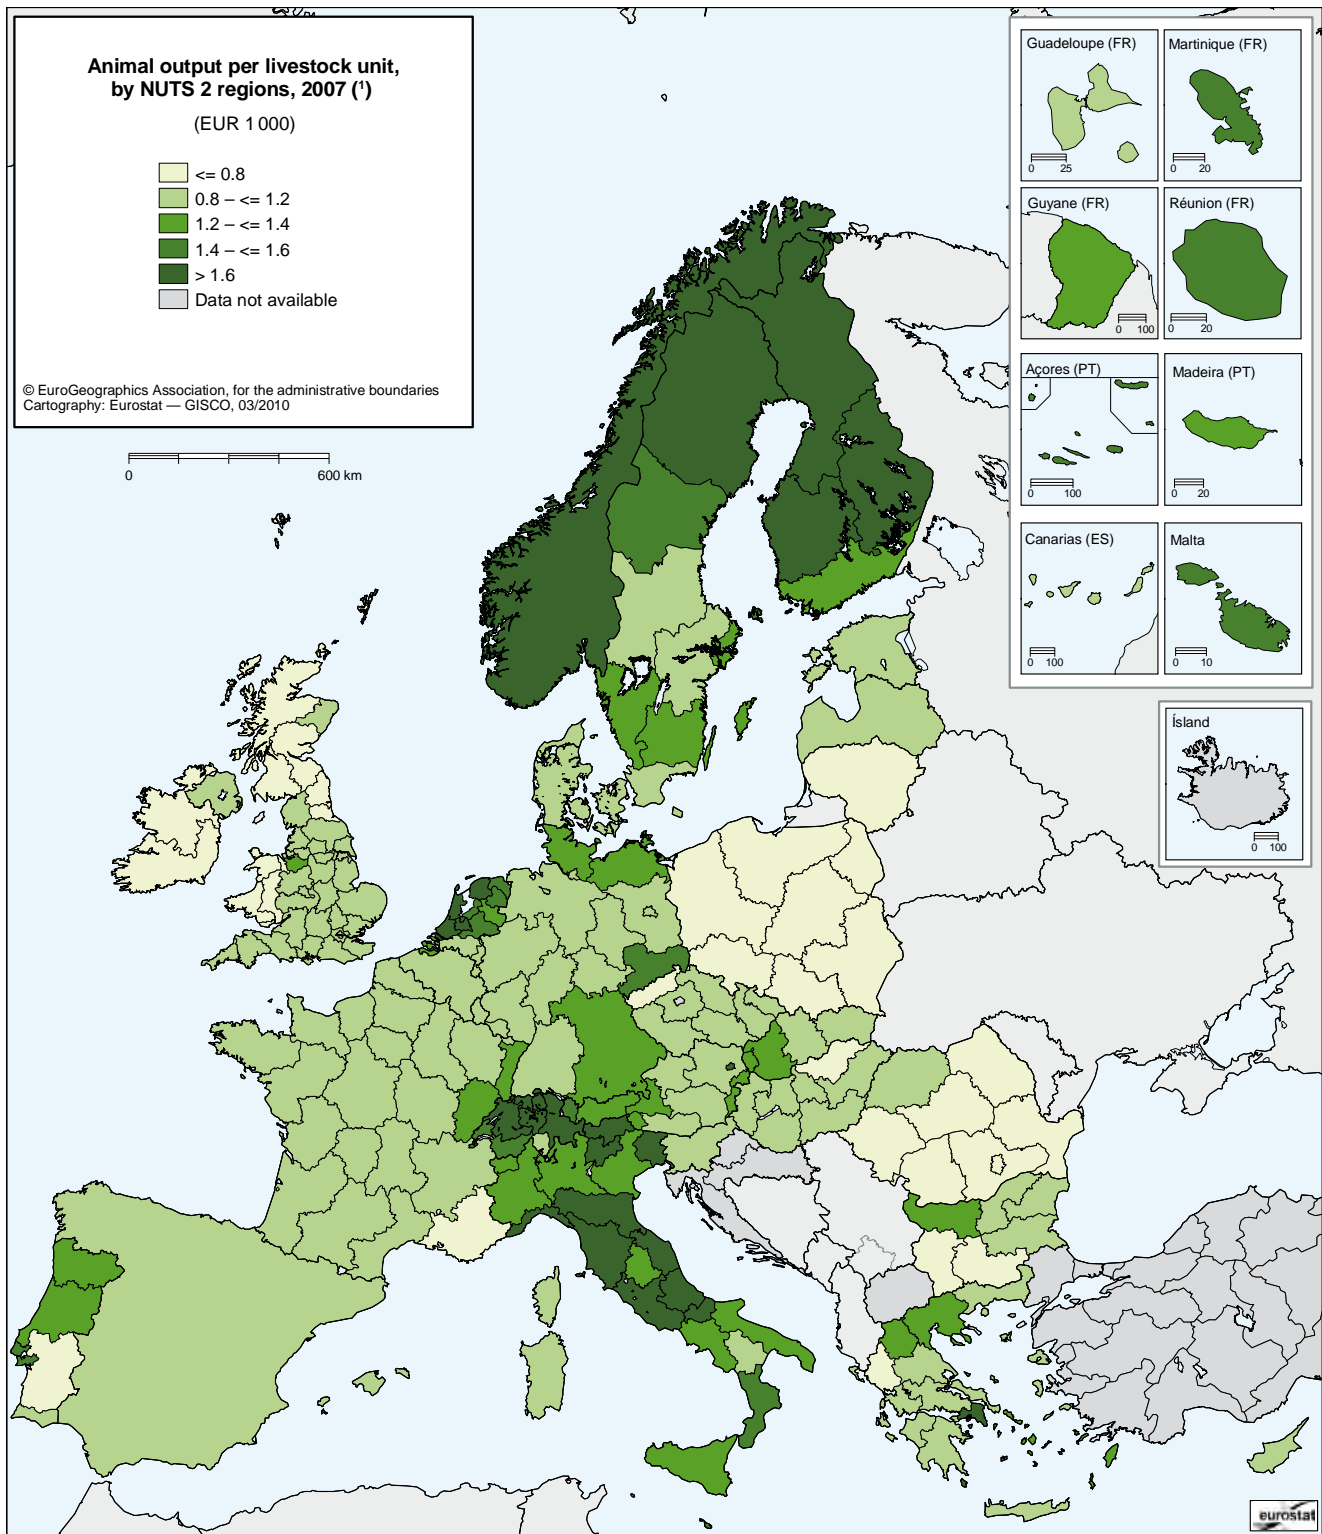 Animal output per livestock unit,
by NUTS 2 regions, 2007 (¹)
(EUR 1 000)
<= 0.8
0.8 – <= 1.2
1.2 – <= 1.4
1.4 – <= 1.6
> 1.6
Data not available
© EuroGeographics Association, for the administrative boundaries
Cartography: Eurostat — GISCO, 03/2010
0 600 km
Guadeloupe (FR)
0 25
Martinique (FR)
0 20
Guyane (FR)
0 100
Réunion (FR)
0 20
Açores (PT)
0 100
Madeira (PT)
0 20
Canarias (ES)
0 100
Malta
0 10
Ísland
0 100
eurostat